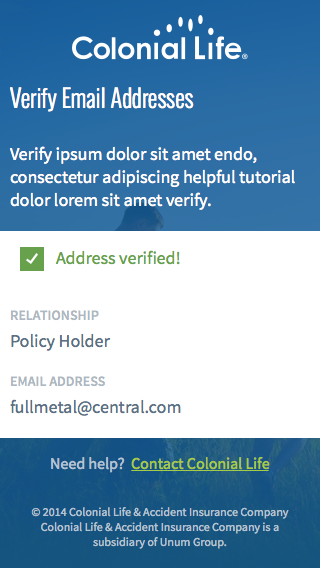 Colonial Life®
Verify Email Addresses
Verify ipsum dolor sit amet endo,
consectetur adipiscing helpful tutorial
dolor lorem sit amet verify.
Address verified!
RELATIONSHIP
Policy Holder
EMAIL ADDRESS
fullmetal@central.com
Need help? Contact Colonial Life
© 2014 Colonial Life & Accident Insurance Company
Colonial Life & Accident Insurance Company is a
subsidiary of Unum Group.